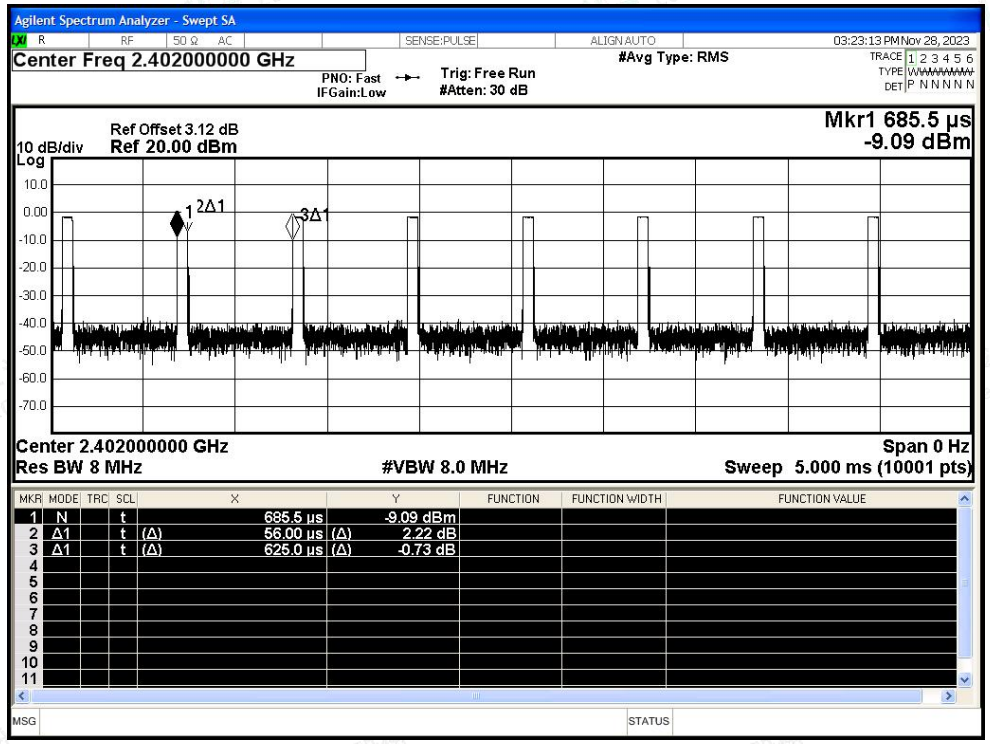 Agilent Spectrum Analyzer - Swept SA
LXI R RF 50 Ω AC SENSE:PULSE ALIGN AUTO 03:23:13 PM Nov 28, 2023
Center Freq 2.402000000 GHz #Avg Type: RMS TRACE 1 2 3 4 5 6
PNO: Fast Trig: Free Run TYPE W
IFGain:Low #Atten: 30 dB DET P N N N N N
Mkr1 685.5 µs
Ref Offset 3.12 dB
10 dB/div Ref 20.00 dBm -9.09 dBm
Log
10.0
0.00
-10.0
-20.0
-30.0
-40.0
-50.0
-60.0
-70.0
1 2Δ1 3Δ1
Center 2.402000000 GHz Span 0 Hz
Res BW 8 MHz #VBW 8.0 MHz Sweep 5.000 ms (10001 pts)
MKR MODE TRC SCL X Y FUNCTION FUNCTION WIDTH FUNCTION VALUE
1 N t 685.5 µs -9.09 dBm
2 Δ1 t (Δ) 56.00 µs (Δ) 2.22 dB
3 Δ1 t (Δ) 625.0 µs (Δ) -0.73 dB
4
5
6
7
8
9
10
11
MSG STATUS